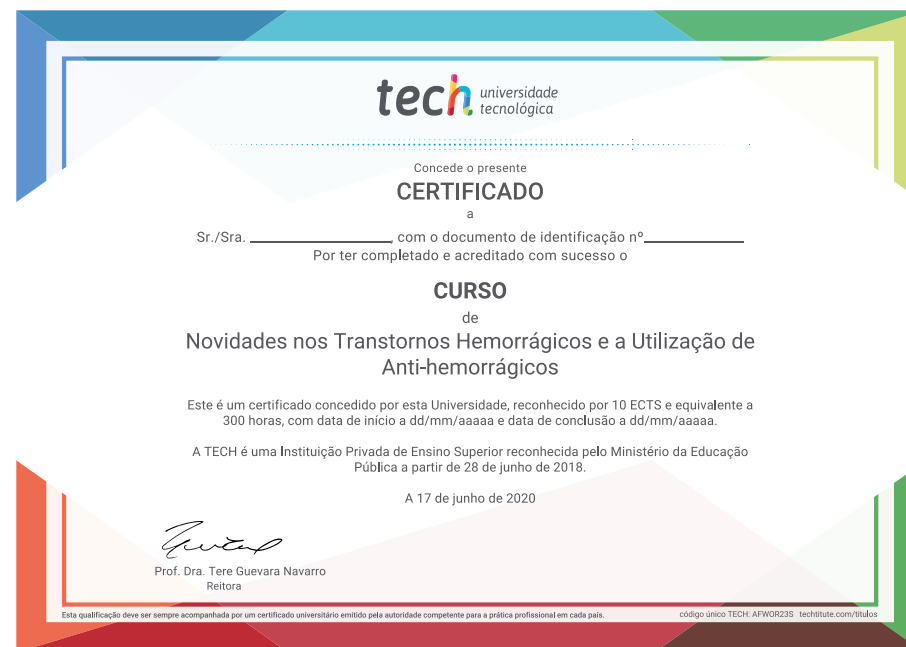 tech universidade
tecnológica
Concede o presente
CERTIFICADO
a
Sr./Sra. ____________________, com o documento de identificação nº______________
Por ter completado e acreditado com sucesso o
CURSO
de
Novidades nos Transtornos Hemorrágicos e a Utilização de
Anti-hemorrágicos
Este é um certificado concedido por esta Universidade, reconhecido por 10 ECTS e equivalente a
300 horas, com data de início a dd/mm/aaaaa e data de conclusão a dd/mm/aaaaa.
A TECH é uma Instituição Privada de Ensino Superior reconhecida pelo Ministério da Educação
Pública a partir de 28 de junho de 2018.
A 17 de junho de 2020
Prof. Dra. Tere Guevara Navarro
Reitora
Esta qualificação deve ser sempre acompanhada por um certificado universitário emitido pela autoridade competente para a prática profissional em cada país.
código único TECH: AFWOR23S techtitute.com/titulos